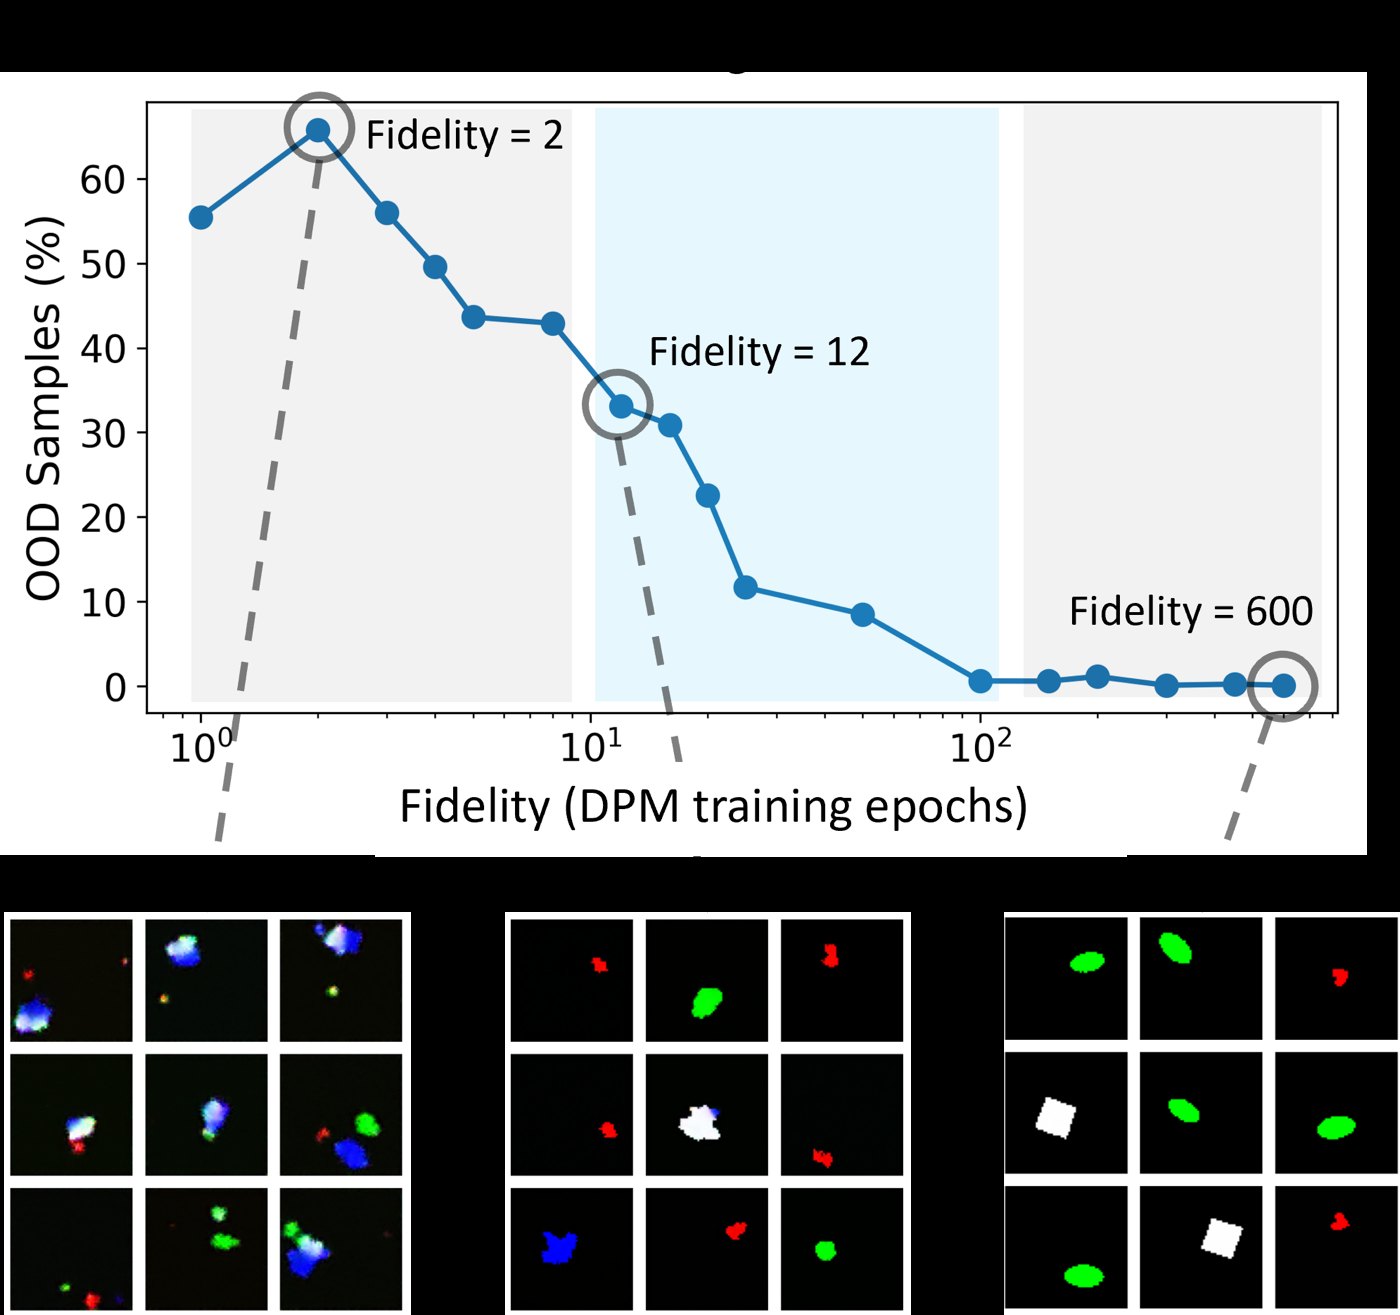 Fidelity = 2
Fidelity = 12
Fidelity = 600
OOD Samples (%)
60
50
40
30
20
10
0
10⁰ 10¹ 10²
Fidelity (DPM training epochs)